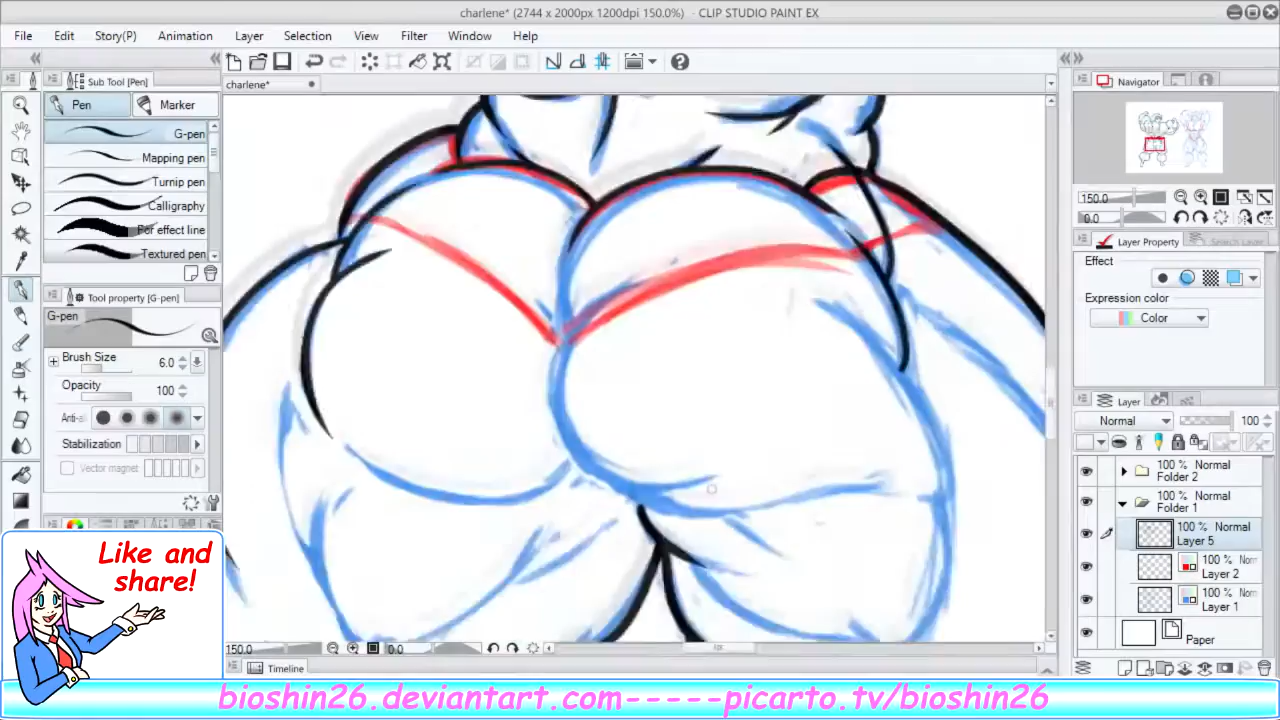 charlene* (2744 x 2000px 1200dpi 150.0%) - CLIP STUDIO PAINT EX
File Edit Story(P) Animation Layer Selection View Filter Window Help
Sub Tool [Pen]
charlene*
Navigator
Pen Marker
G-pen
Mapping pen
Turnip pen
Calligraphy
For effect line
Textured pen
150.0
0.0
Layer Property Search Layer
Effect
Expression color
Color
Tool property [G-pen]
G-pen
Brush Size 6.0
Opacity 100
Anti-a
Stabilization
Vector magnet
Layer
Normal 100
100 % Normal
Folder 2
100 % Normal
Folder 1
100 % Normal
Layer 5
100 % Nor
Layer 2
100 % Nor
Layer 1
Paper
150.0 0.0
Timeline
Like and
share!
bioshin26.deviantart.com-----picarto.tv/bioshin26